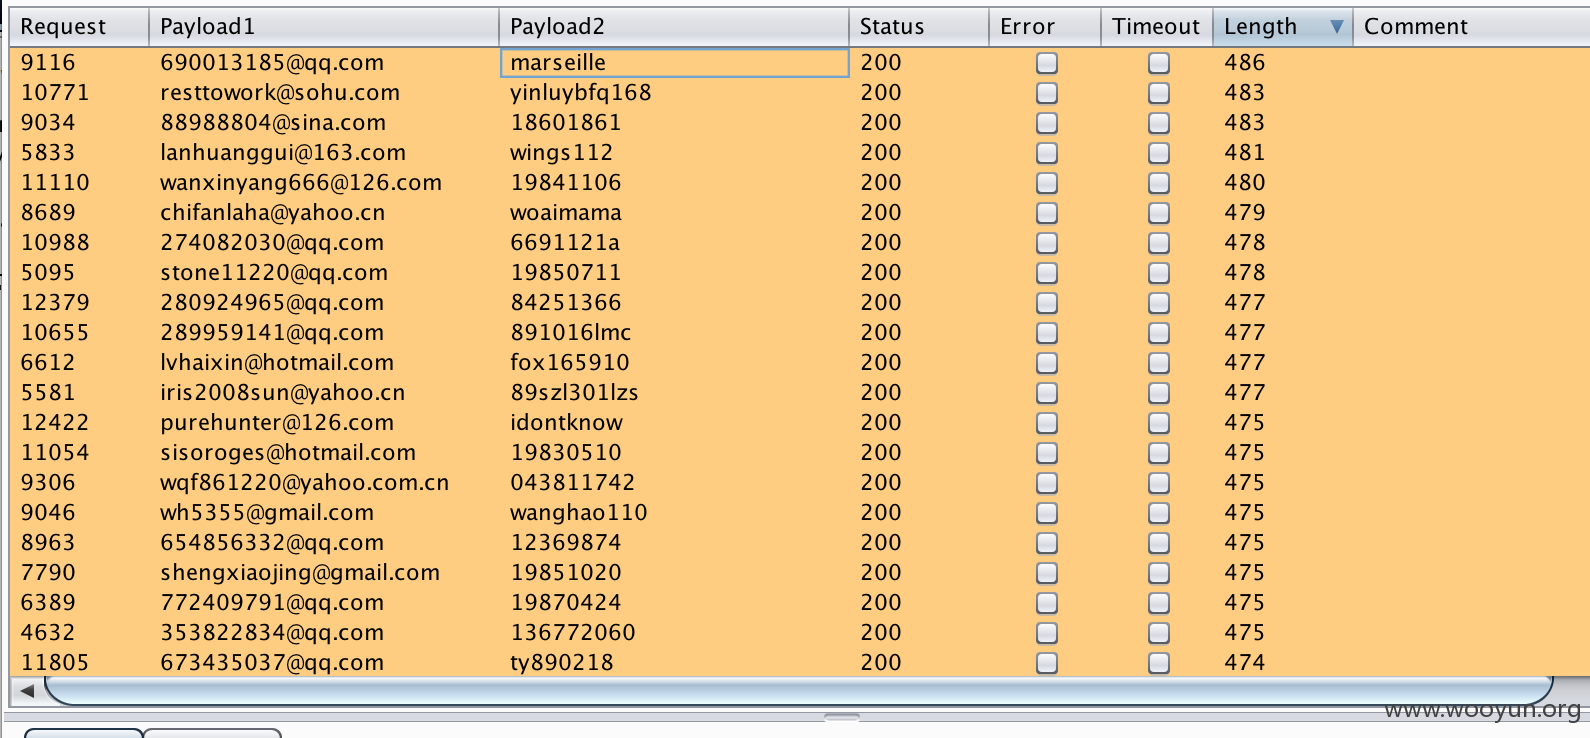 Request Payload1 Payload2 Status Error Timeout Length Comment
9116 690013185@qq.com marseille 200 486
10771 resttowork@sohu.com yinluybfq168 200 483
9034 88988804@sina.com 18601861 200 483
5833 lanhuanggui@163.com wings112 200 481
11110 wanxinyang666@126.com 19841106 200 480
8689 chifanlaha@yahoo.cn woaimama 200 479
10988 274082030@qq.com 6691121a 200 478
5095 stone11220@qq.com 19850711 200 478
12379 280924965@qq.com 84251366 200 477
10655 289959141@qq.com 891016lmc 200 477
6612 lvhaixin@hotmail.com fox165910 200 477
5581 iris2008sun@yahoo.cn 89szl301lzs 200 477
12422 purehunter@126.com idontknow 200 475
11054 sisoroges@hotmail.com 19830510 200 475
9306 wqf861220@yahoo.com.cn 043811742 200 475
9046 wh5355@gmail.com wanghao110 200 475
8963 654856332@qq.com 12369874 200 475
7790 shengxiaojing@gmail.com 19851020 200 475
6389 772409791@qq.com 19870424 200 475
4632 353822834@qq.com 136772060 200 475
11805 673435037@qq.com ty890218 200 474
www.wooyun.org